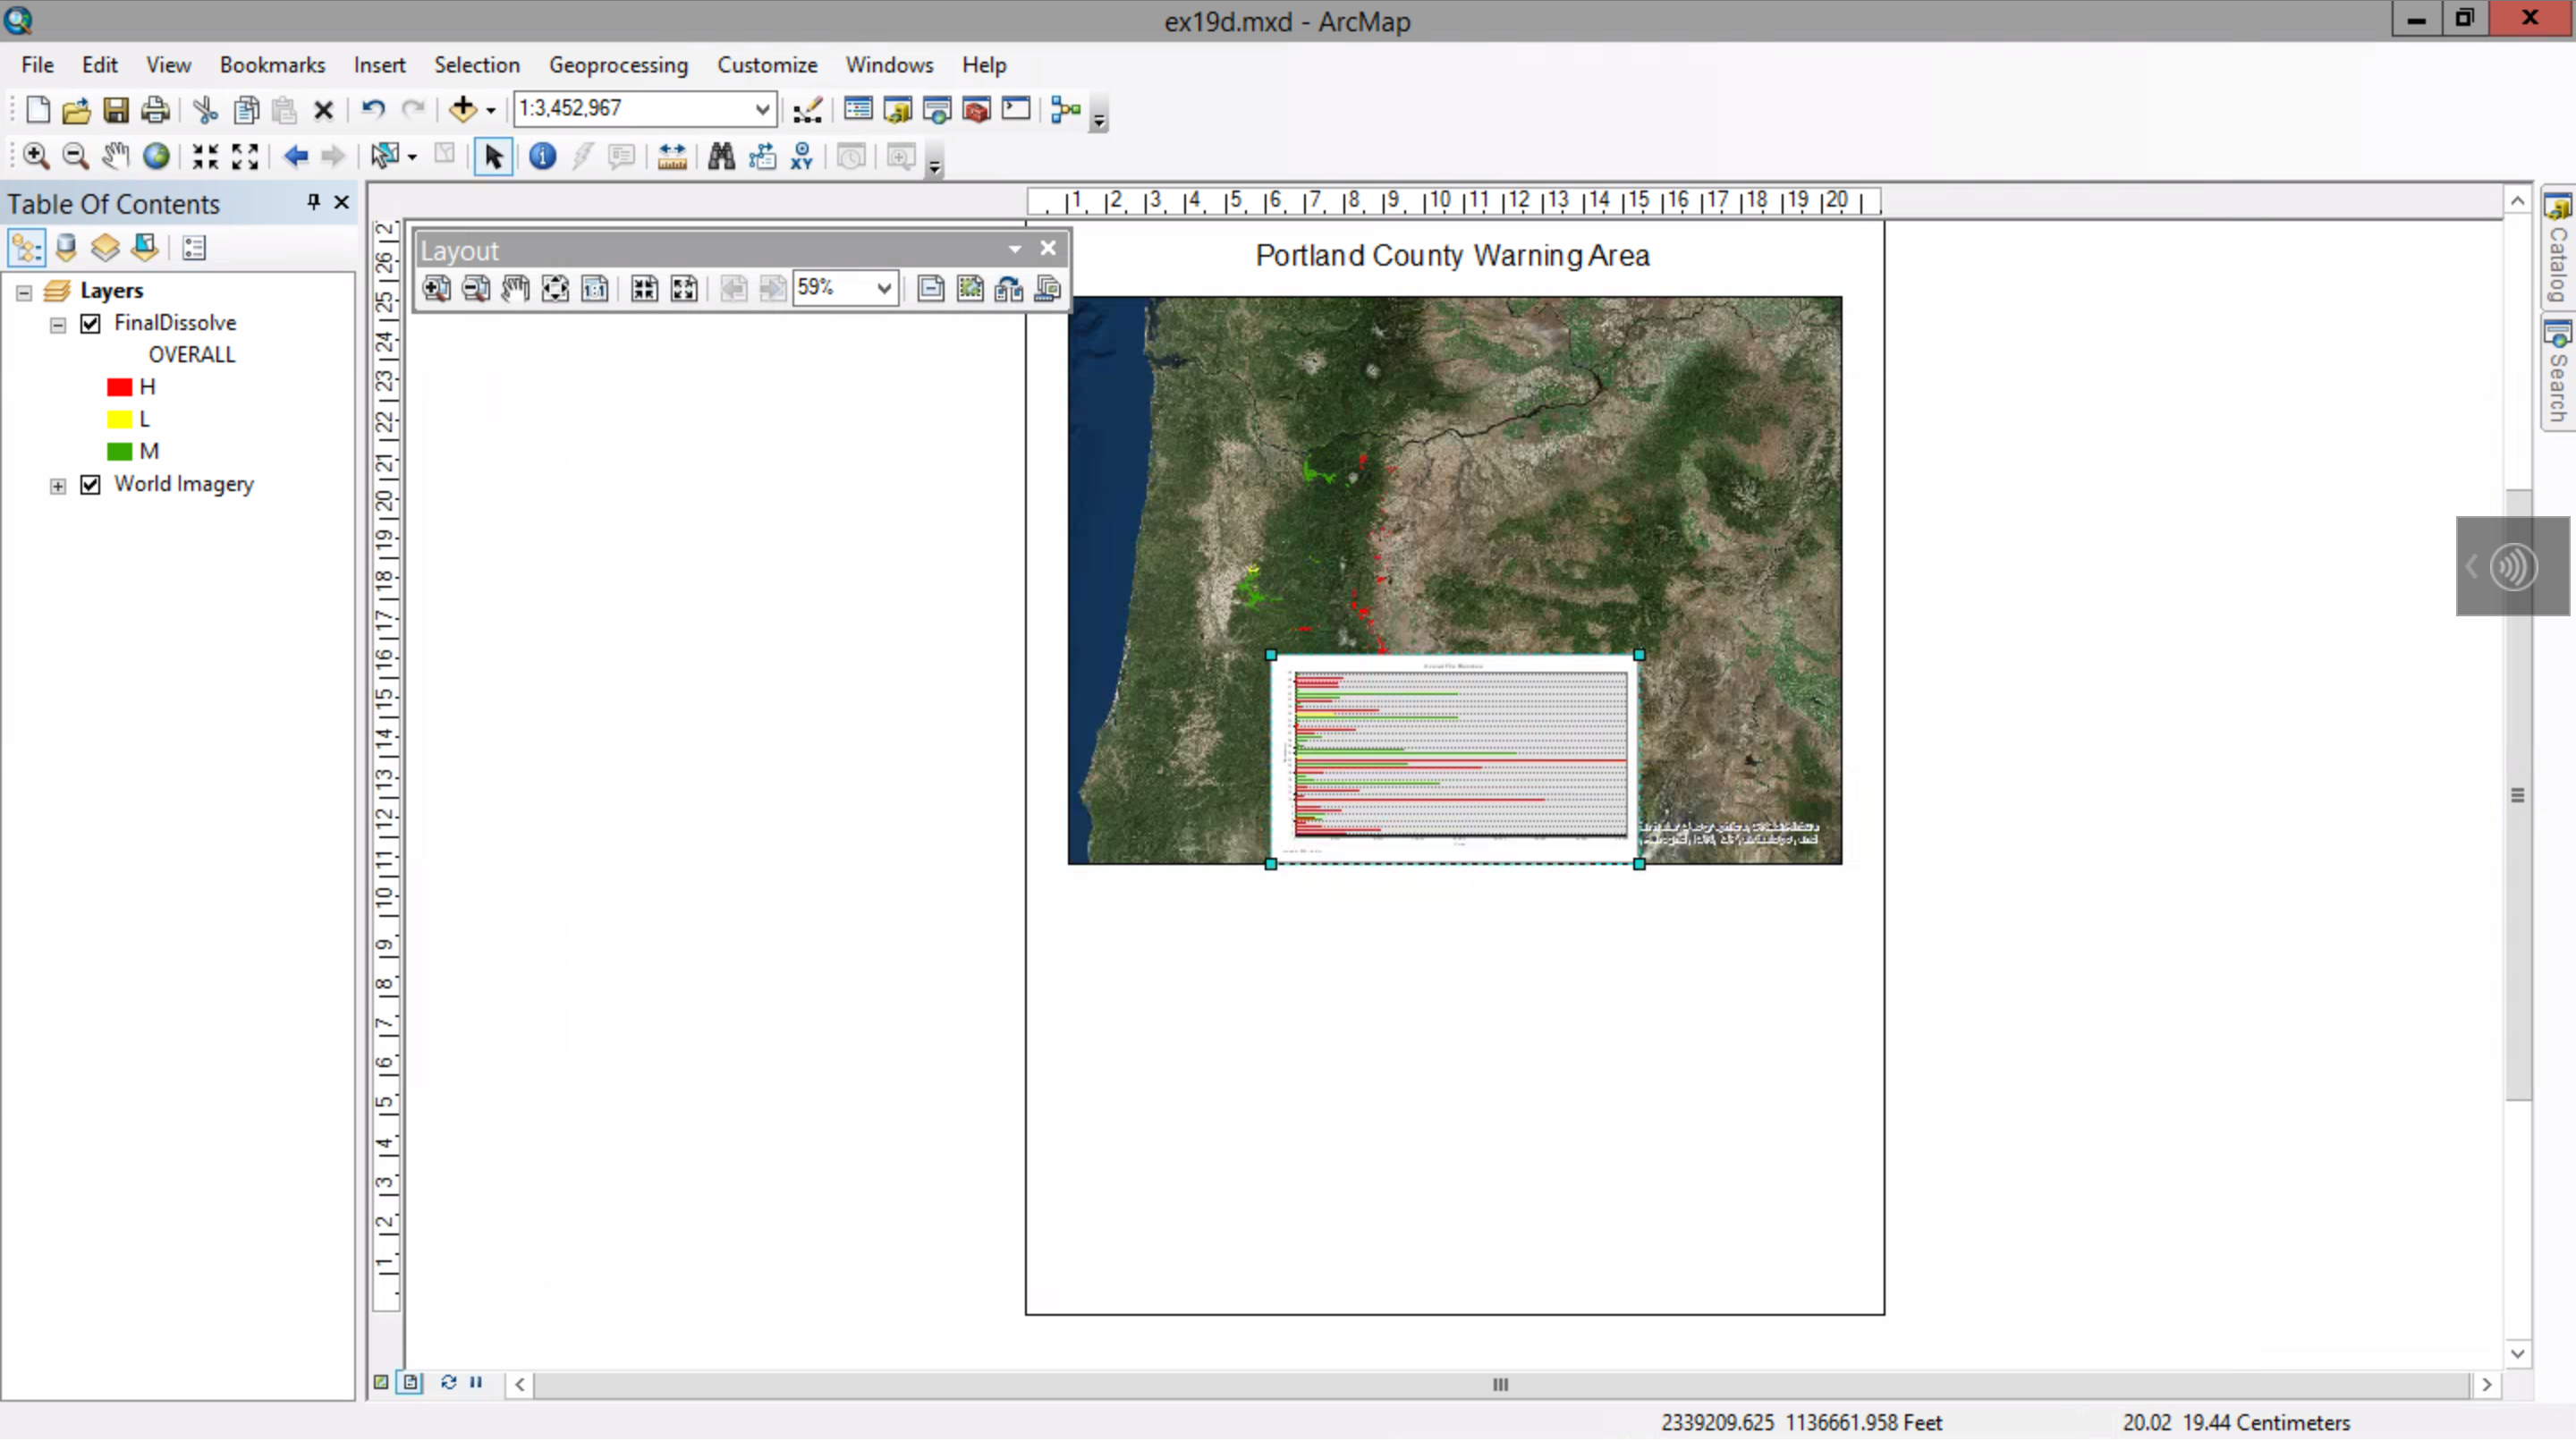 ex19d.mxd - ArcMap
File Edit View Bookmarks Insert Selection Geoprocessing Customize Windows Help
1:3,452,967
XY
Table Of Contents
Layers
FinalDissolve
OVERALL
H
L
M
World Imagery
1 2 3 4 5 6 7 8 9 10 11 12 13 14 15 16 17 18 19 20
Layout
1:1
59%
2
26
25
24
23
22
21
20
19
18
17
16
15
14
13
12
11
10
9
8
7
6
5
4
3
2
1
Portland County Warning Area
Catalog
Search
2339209.625 1136661.958 Feet
20.02 19.44 Centimeters